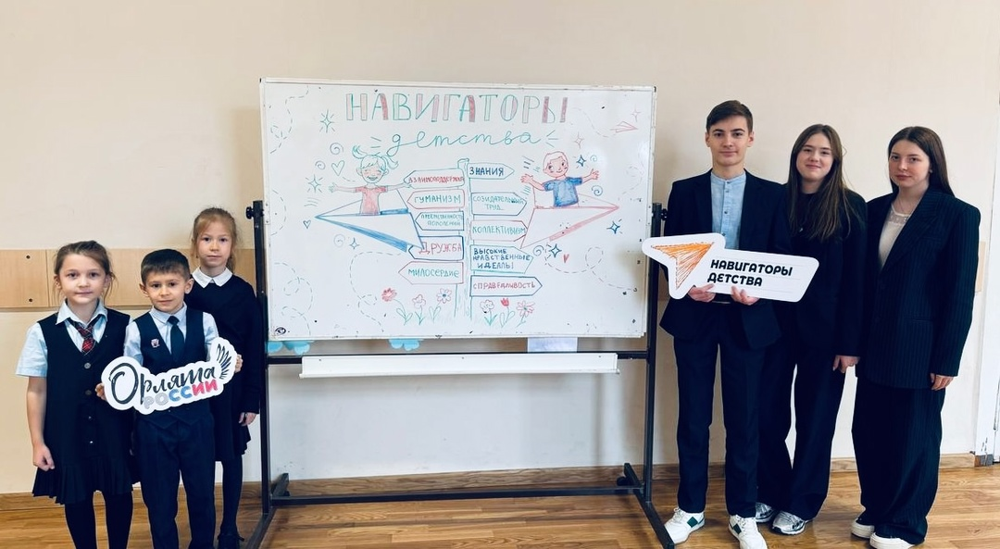 НАВИГАТОРЫ
детства
ВЗАИМОПОДДЕРЖКА
ГУМАНИЗМ
ПРЕЕМСТВЕННОСТЬ
ПОКОЛЕНИЙ
ДРУЖБА
МИЛОСЕРДИЕ
ЗНАНИЯ
СОЗИДАТЕЛЬНЫЙ
ТРУД
КОЛЛЕКТИВИЗМ
ВЫСОКИЕ
НРАВСТВЕННЫЕ
ИДЕАЛЫ
СПРАВЕДЛИВОСТЬ
Орлята
РОССИИ
НАВИГАТОРЫ
ДЕТСТВА